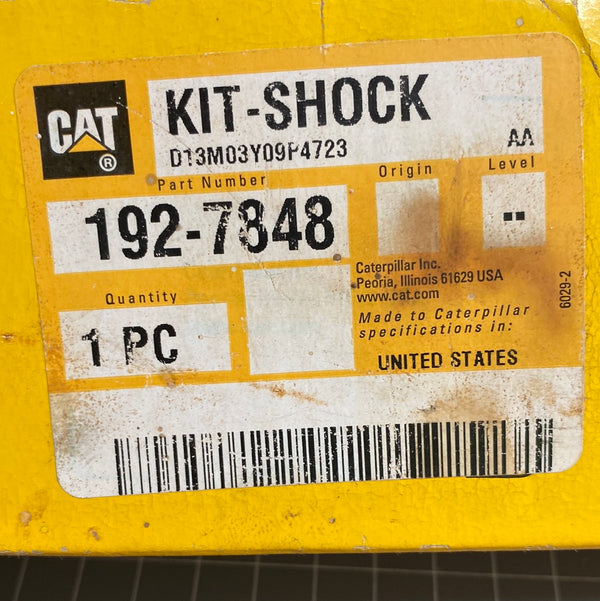 CAT
®
KIT-SHOCK
D13M03Y09P4723
AA
Part Number
Origin
Level
192-7848
"
Quantity
1 PC
Caterpillar Inc.
Peoria, Illinois 61629 USA
www.cat.com
Made to Caterpillar
specifications in:
UNITED STATES
6029-2